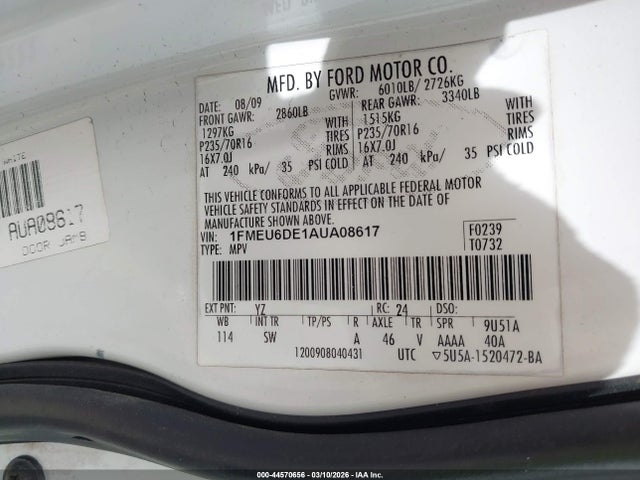 MFD. BY FORD MOTOR CO.
DATE: 08/09 GVWR: 6010LB/ 2726KG
FRONT GAWR: 2860LB REAR GAWR: 3340LB
1297KG WITH 1515KG WITH
P235/70R16 TIRES P235/70R16 TIRES
16X7.0J RIMS 16X7.0J RIMS
AT 240 kPa/ 35 PSI COLD AT 240 kPa/ 35 PSI COLD
THIS VEHICLE CONFORMS TO ALL APPLICABLE FEDERAL MOTOR
VEHICLE SAFETY STANDARDS IN EFFECT ON THE DATE OF
MANUFACTURE SHOWN ABOVE.
VIN: 1FMEU6DE1AUA08617 F0239
TYPE: MPV T0732
EXT PNT: YZ RC: 24 DSO:
WB INT TR TP/PS R AXLE TR SPR 9U51A
114 SW A 46 V AAAA 40A
1200908040431 UTC ▽5U5A-1520472-BA
WHITE
AUA08617
DOOR JAMB
000-44570656 - 03/10/2026 - IAA Inc.